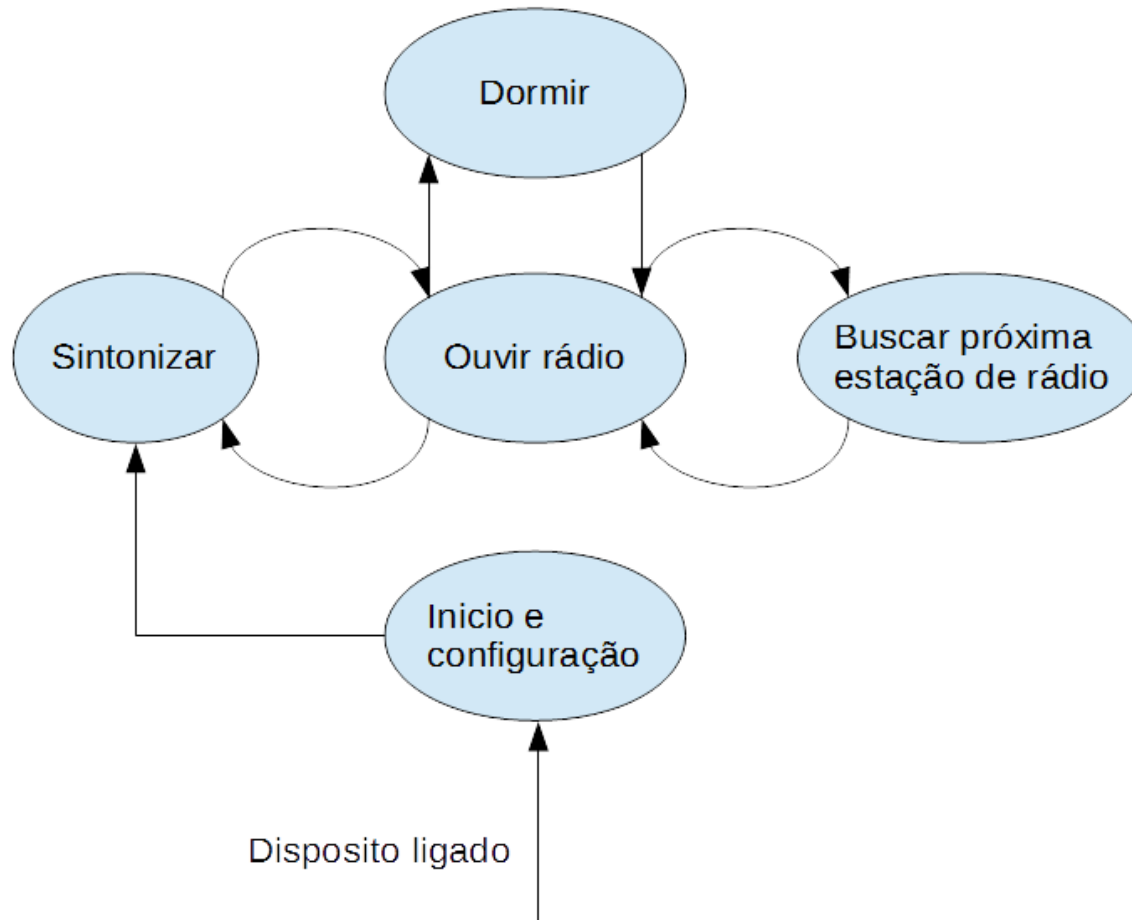 Dormir
Sintonizar
Ouvir rádio
Buscar próxima
estação de rádio
Inicio e
configuração
Disposito ligado